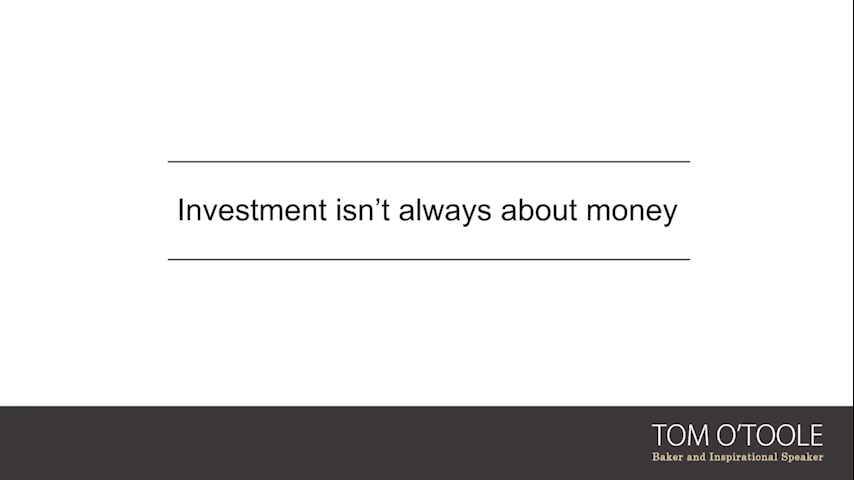 Investment isn’t always about money
TOM O’TOOLE
Baker and Inspirational Speaker